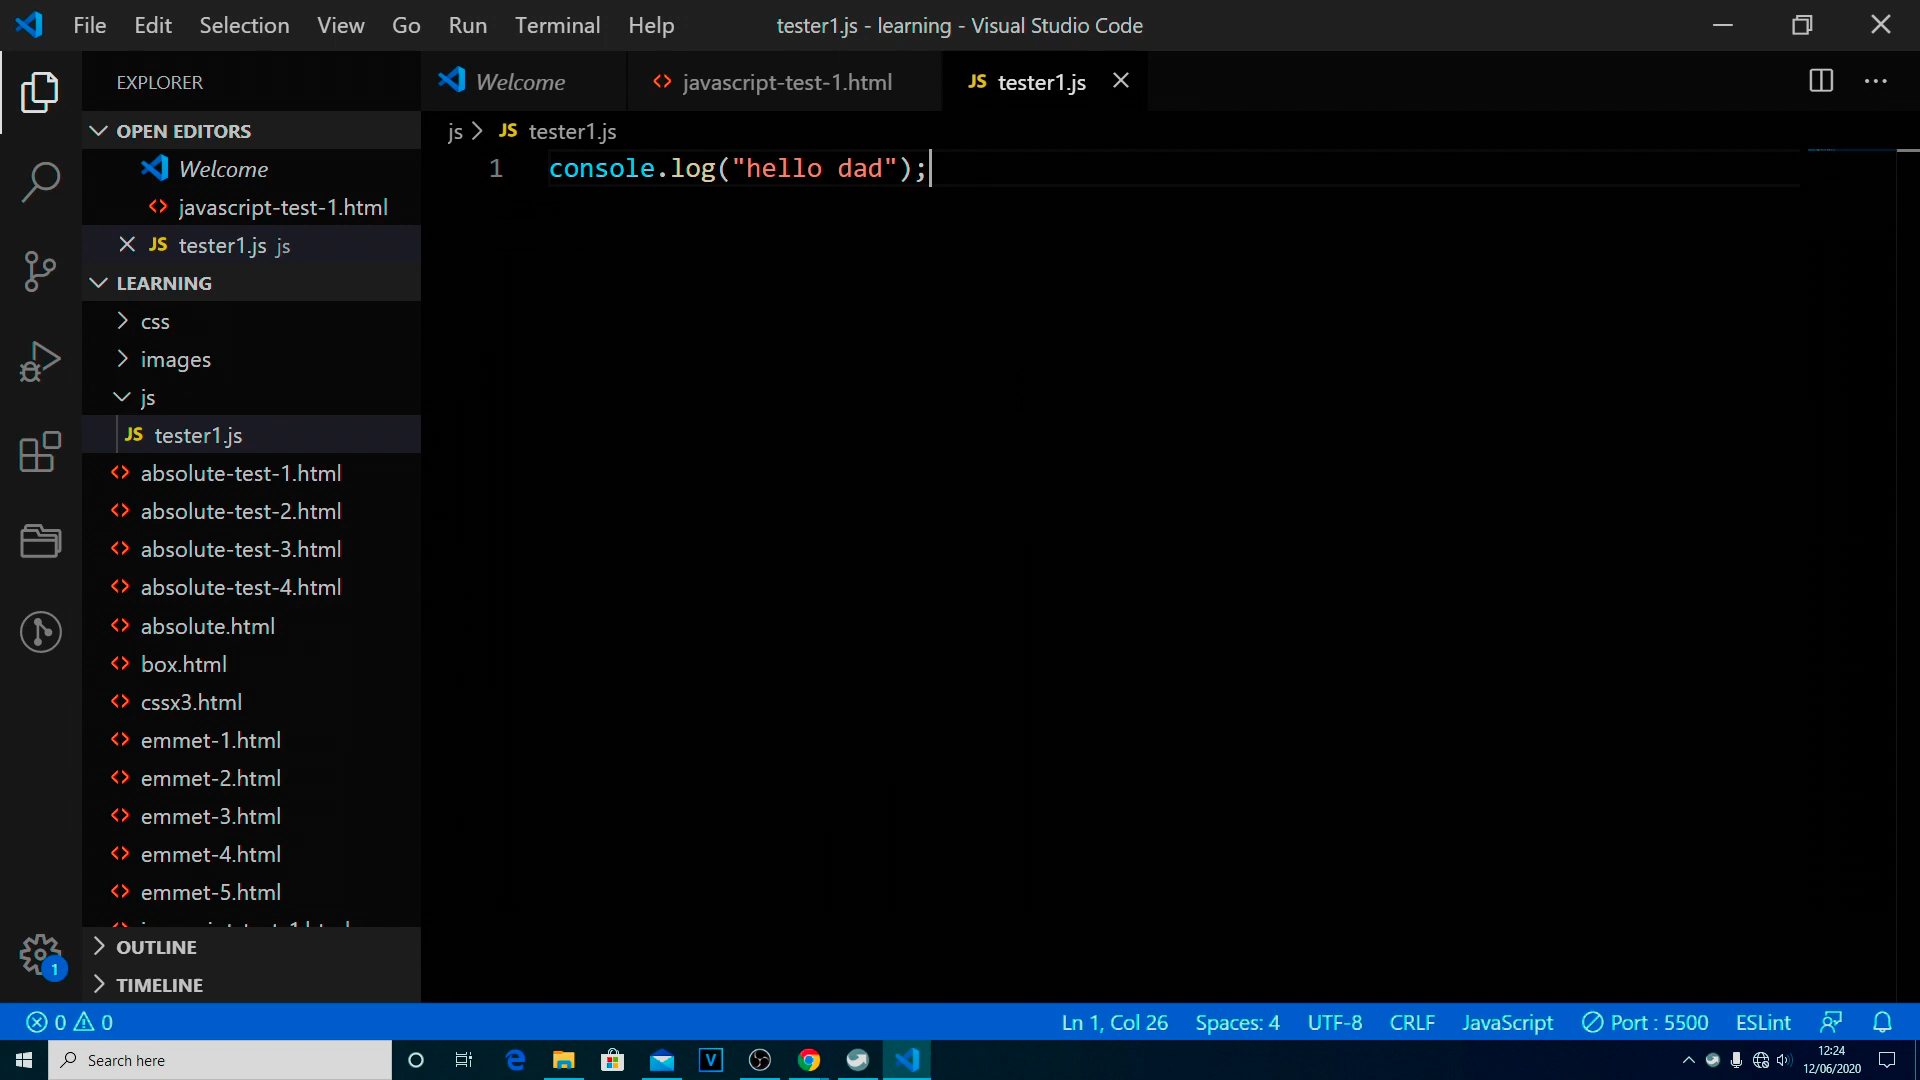 File Edit Selection View Go Run Terminal Help tester1.js - learning - Visual Studio Code
EXPLORER
OPEN EDITORS
Welcome
javascript-test-1.html
JS tester1.js js
LEARNING
css
images
js
JS tester1.js
absolute-test-1.html
absolute-test-2.html
absolute-test-3.html
absolute-test-4.html
absolute.html
box.html
cssx3.html
emmet-1.html
emmet-2.html
emmet-3.html
emmet-4.html
emmet-5.html
OUTLINE
TIMELINE
Welcome javascript-test-1.html JS tester1.js
js > JS tester1.js
1 console.log("hello dad");
1
0 0 Ln 1, Col 26 Spaces: 4 UTF-8 CRLF JavaScript Port : 5500 ESLint
Search here
V
12:24
12/06/2020